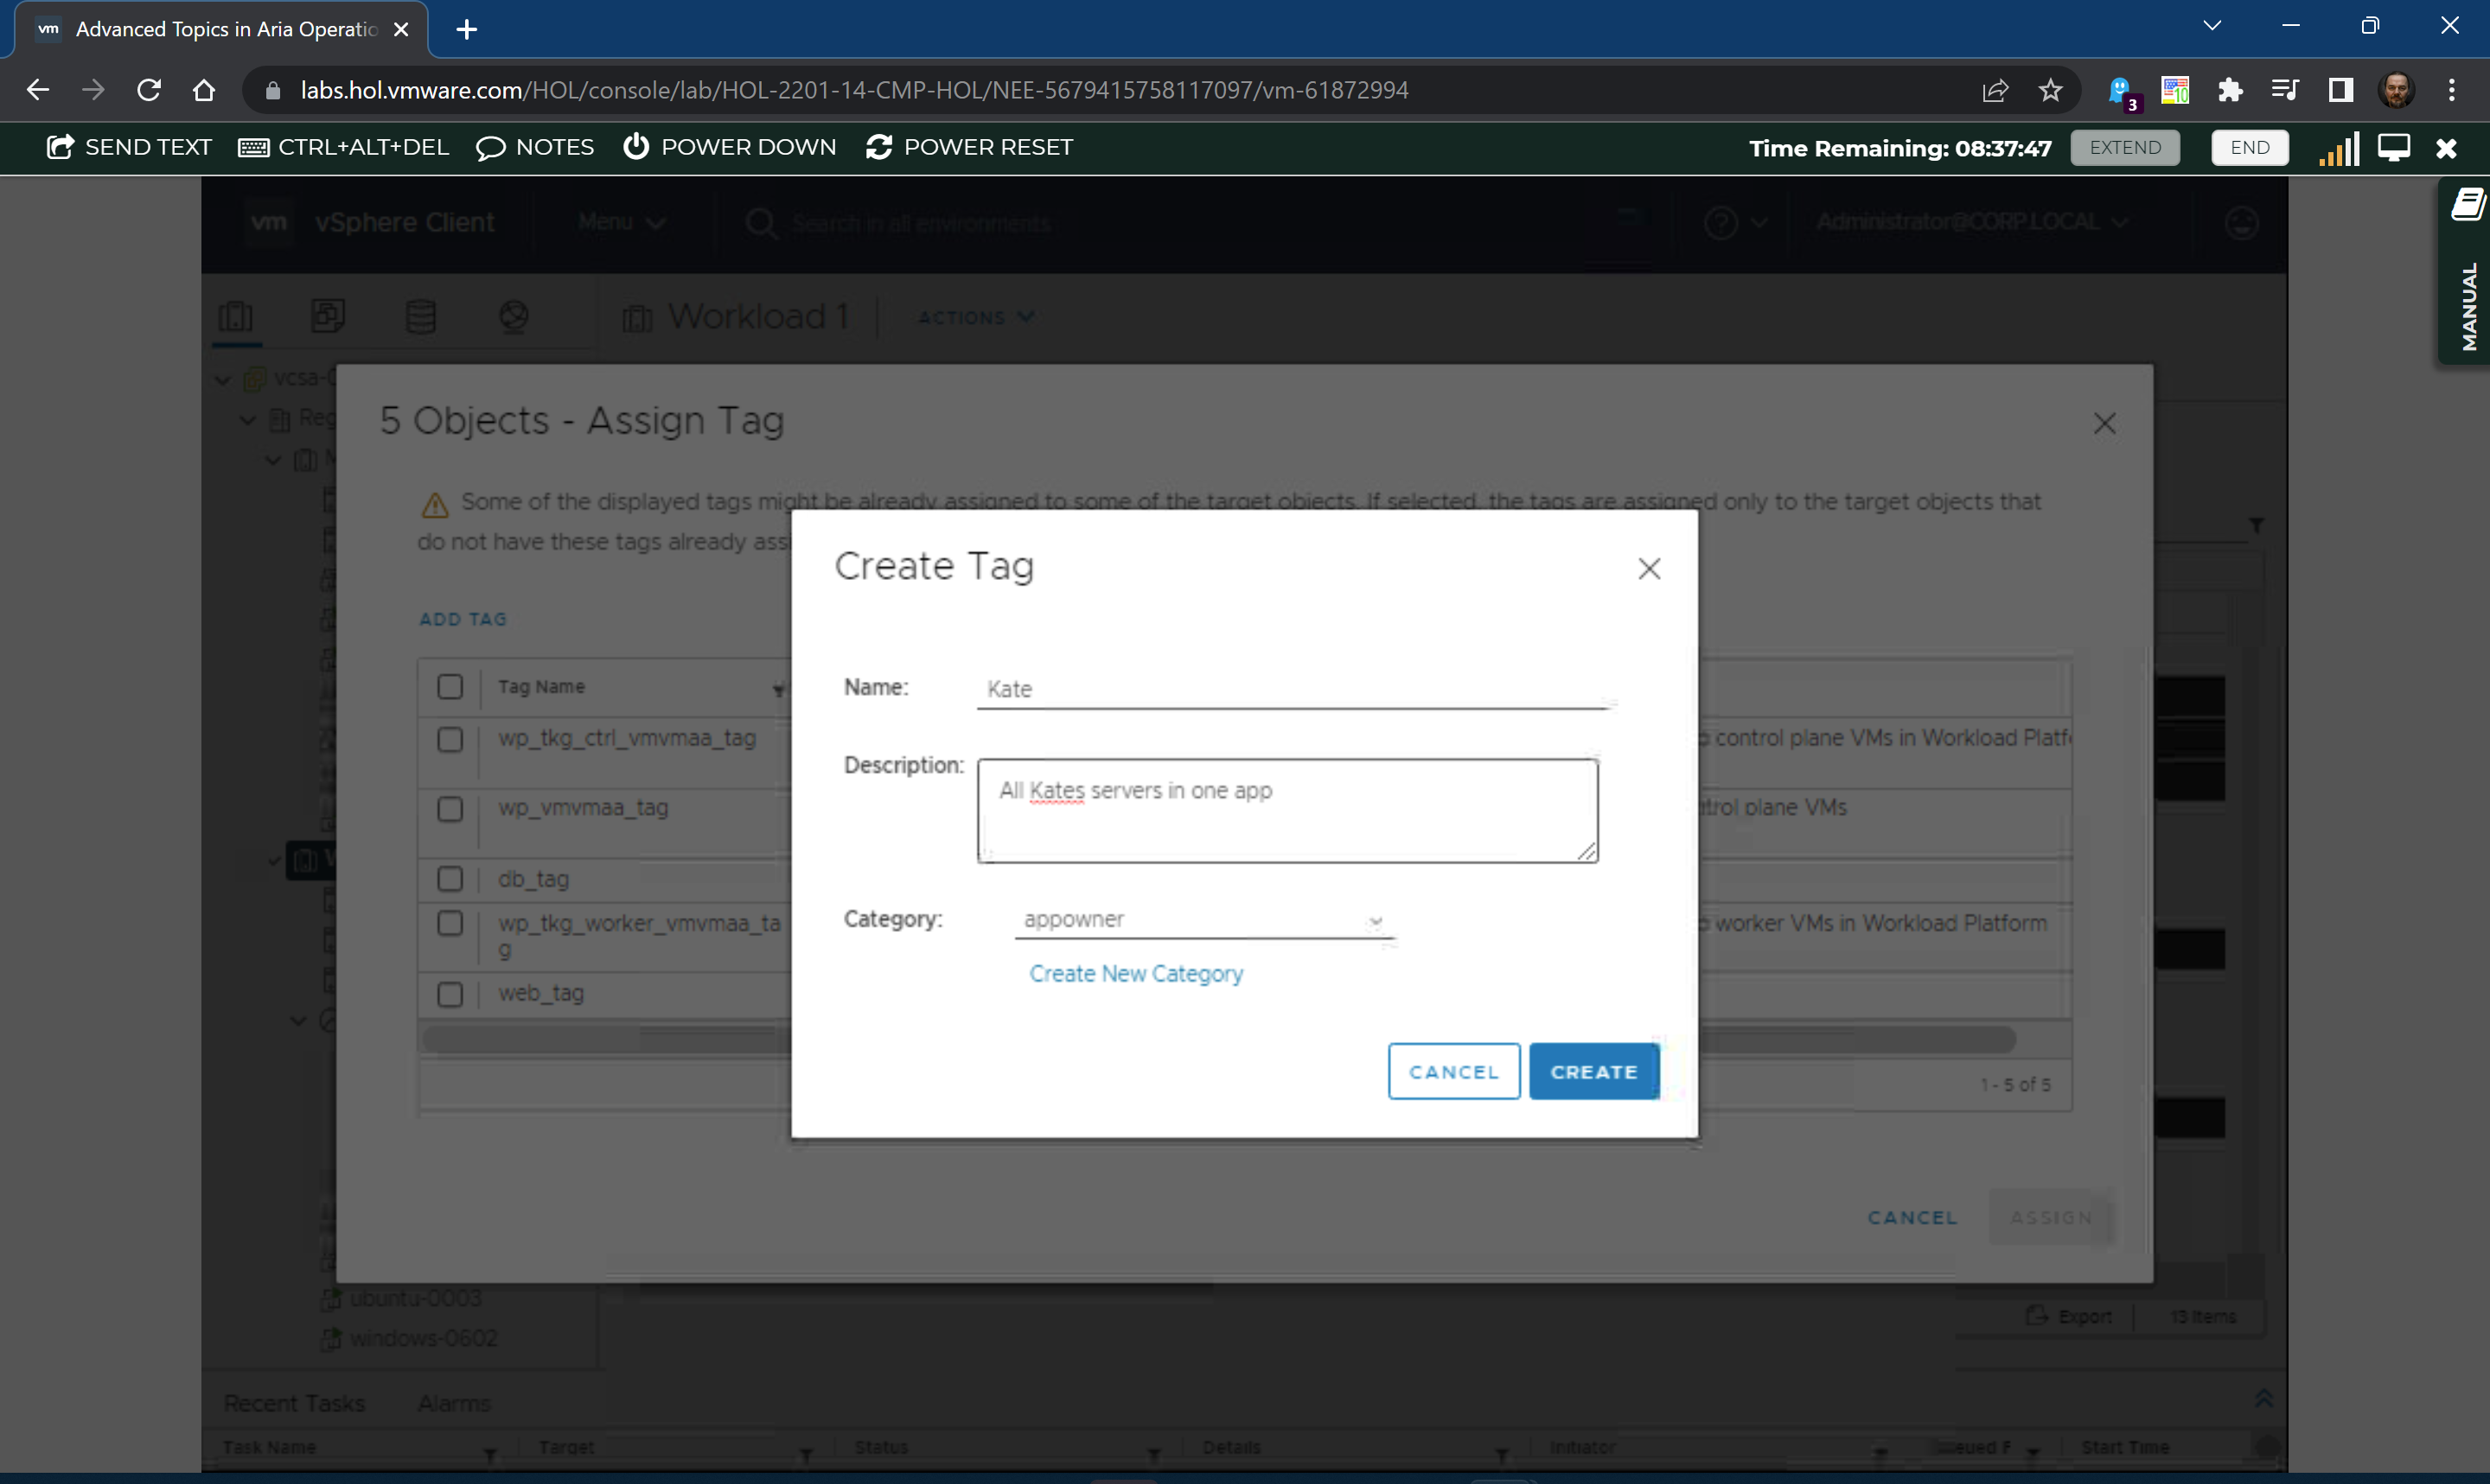 vm Advanced Topics in Aria Operatio
labs.hol.vmware.com/HOL/console/lab/HOL-2201-14-CMP-HOL/NEE-5679415758117097/vm-61872994
3
10
SEND TEXT CTRL+ALT+DEL NOTES POWER DOWN POWER RESET Time Remaining: 08:37:47 EXTEND END
MANUAL
vm vSphere Client Menu Search in all environments Administrator@CORP.LOCAL
Workload 1 ACTIONS
vcsa-0
Reg
5 Objects - Assign Tag
Some of the displayed tags might be already assigned to some of the target objects. If selected, the tags are assigned only to the target objects that
do not have these tags already assi
ADD TAG
Tag Name
wp_tkg_ctrl_vmvmaa_tag control plane VMs in Workload Platf
wp_vmvmaa_tag plane VMs
db_tag
wp_tkg_worker_vmvmaa_ta worker VMs in Workload Platform
g
web_tag
1 - 5 of 5
CANCEL ASSIGN
Create Tag
Name: Kate
Description: All Kates servers in one app
Category: appowner
Create New Category
CANCEL CREATE
ubuntu-0003
windows-0602
Export 13 items
Recent Tasks Alarms
Task Name Target Status Details Initiator Start Time